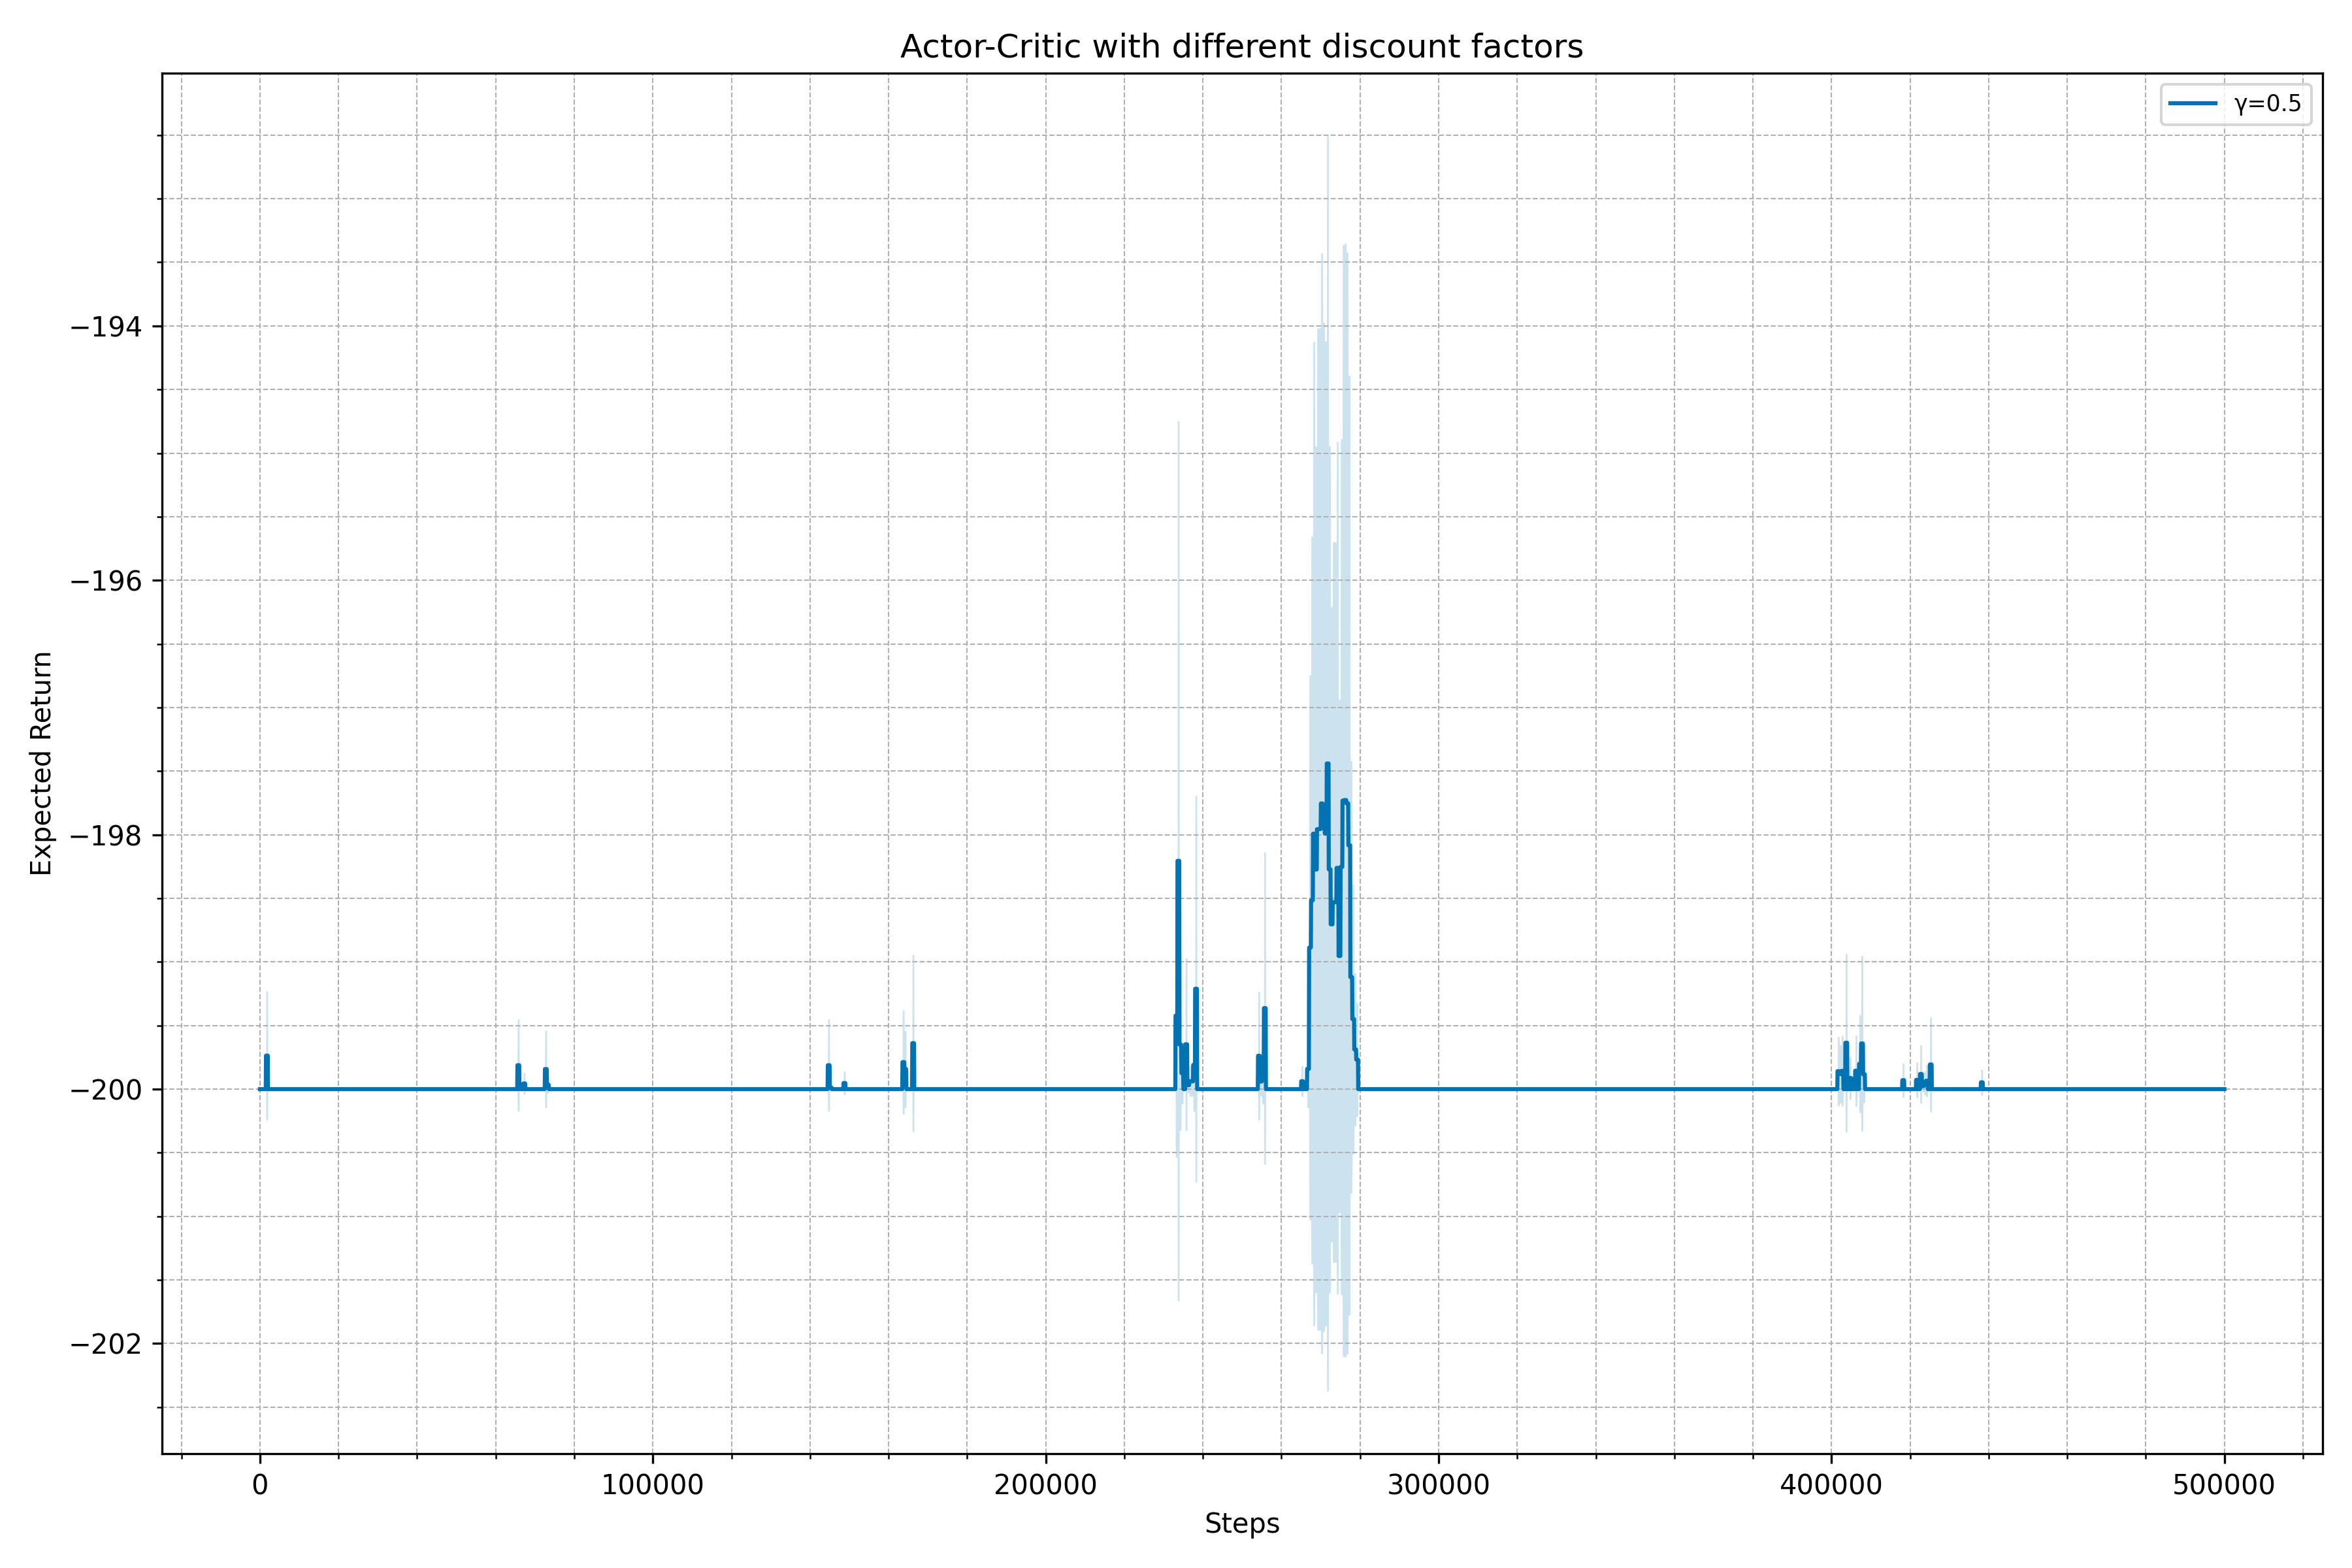 Actor-Critic with different discount factors
γ=0.5
Expected Return
−194
−196
−198
−200
−202
0
100000
200000
300000
400000
500000
Steps